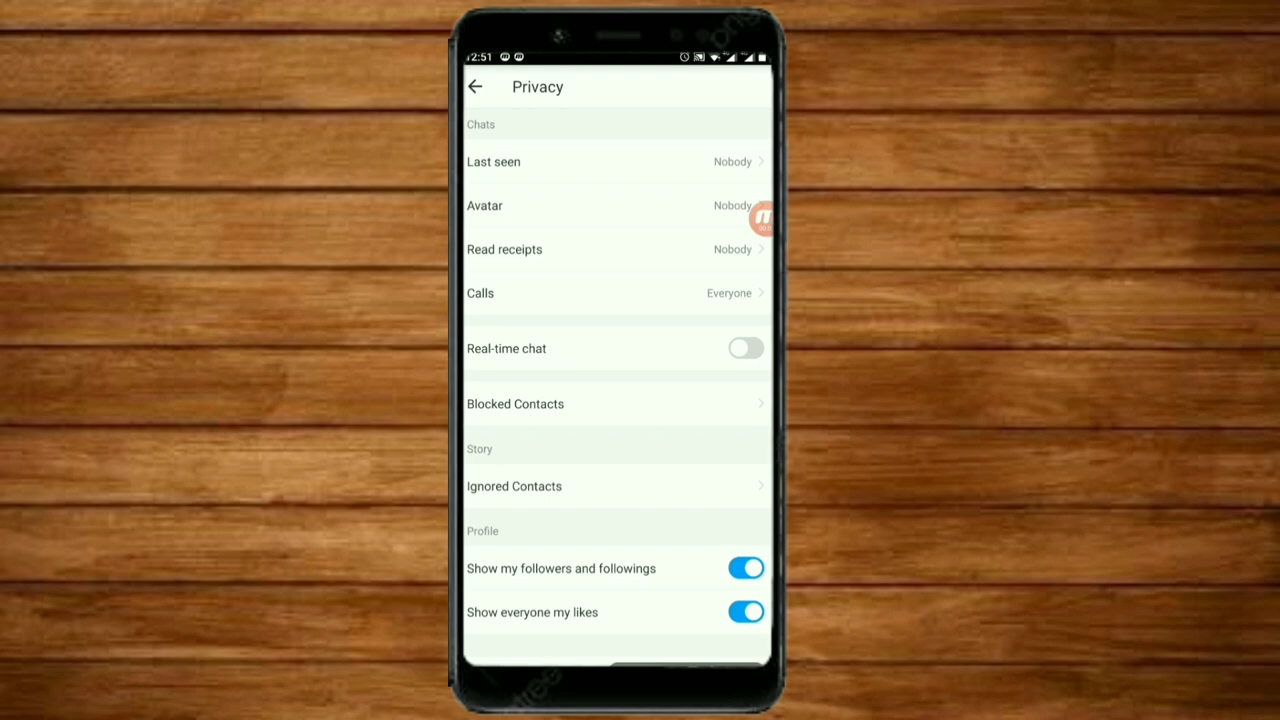 2:51
Privacy
Chats
Last seen Nobody
Avatar Nobody
Read receipts Nobody
Calls Everyone
Real-time chat
Blocked Contacts
Story
Ignored Contacts
Profile
Show my followers and followings
Show everyone my likes